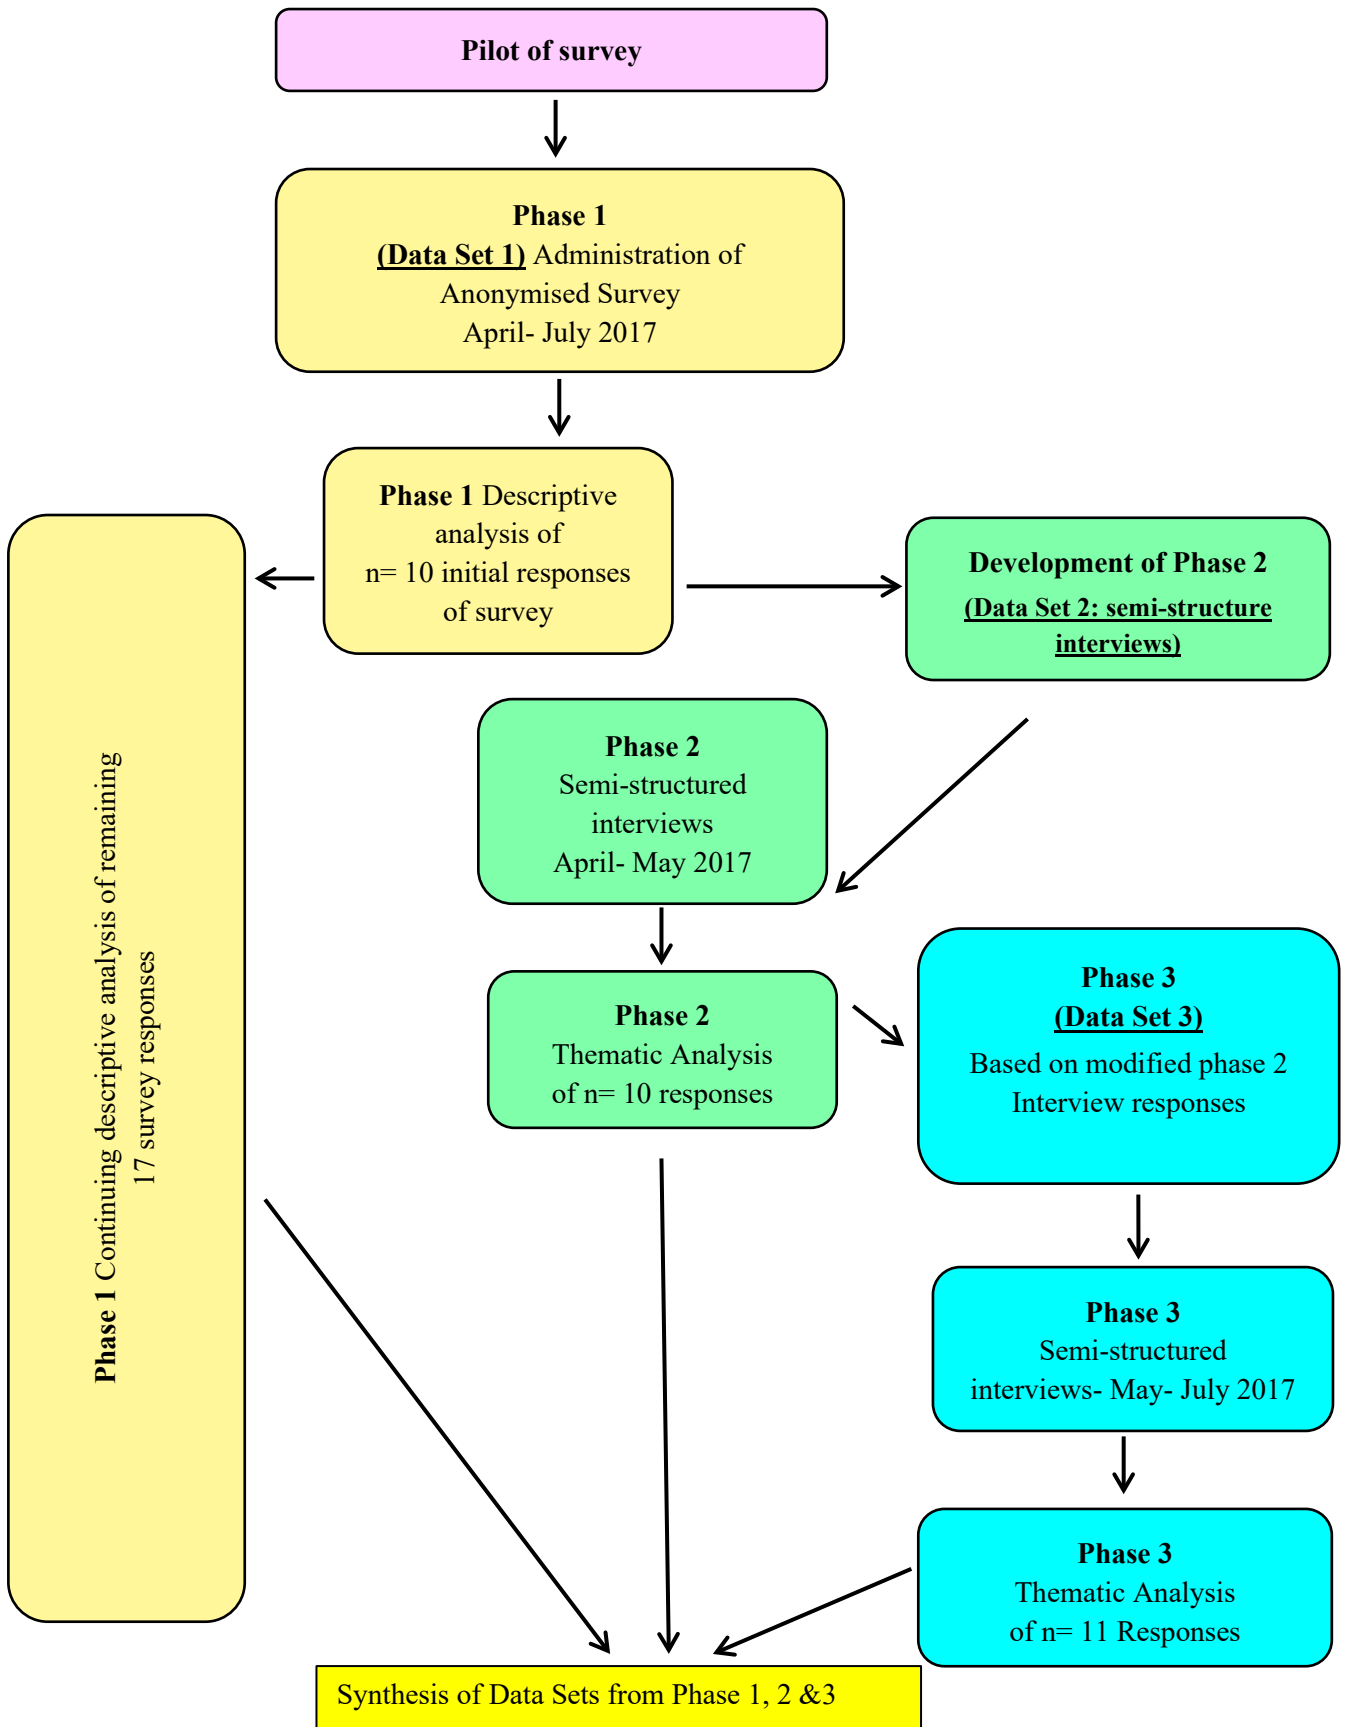 Pilot of survey
Phase 1
(Data Set 1) Administration of
Anonymised Survey
April- July 2017
Phase 1 Descriptive
analysis of
n= 10 initial responses
of survey
Phase 1 Continuing descriptive analysis of remaining
17 survey responses
Development of Phase 2
(Data Set 2: semi-structure
interviews)
Phase 2
Semi-structured
interviews
April- May 2017
Phase 2
Thematic Analysis
of n= 10 responses
Phase 3
(Data Set 3)
Based on modified phase 2
Interview responses
Phase 3
Semi-structured
interviews- May- July 2017
Phase 3
Thematic Analysis
of n= 11 Responses
Synthesis of Data Sets from Phase 1, 2 &3